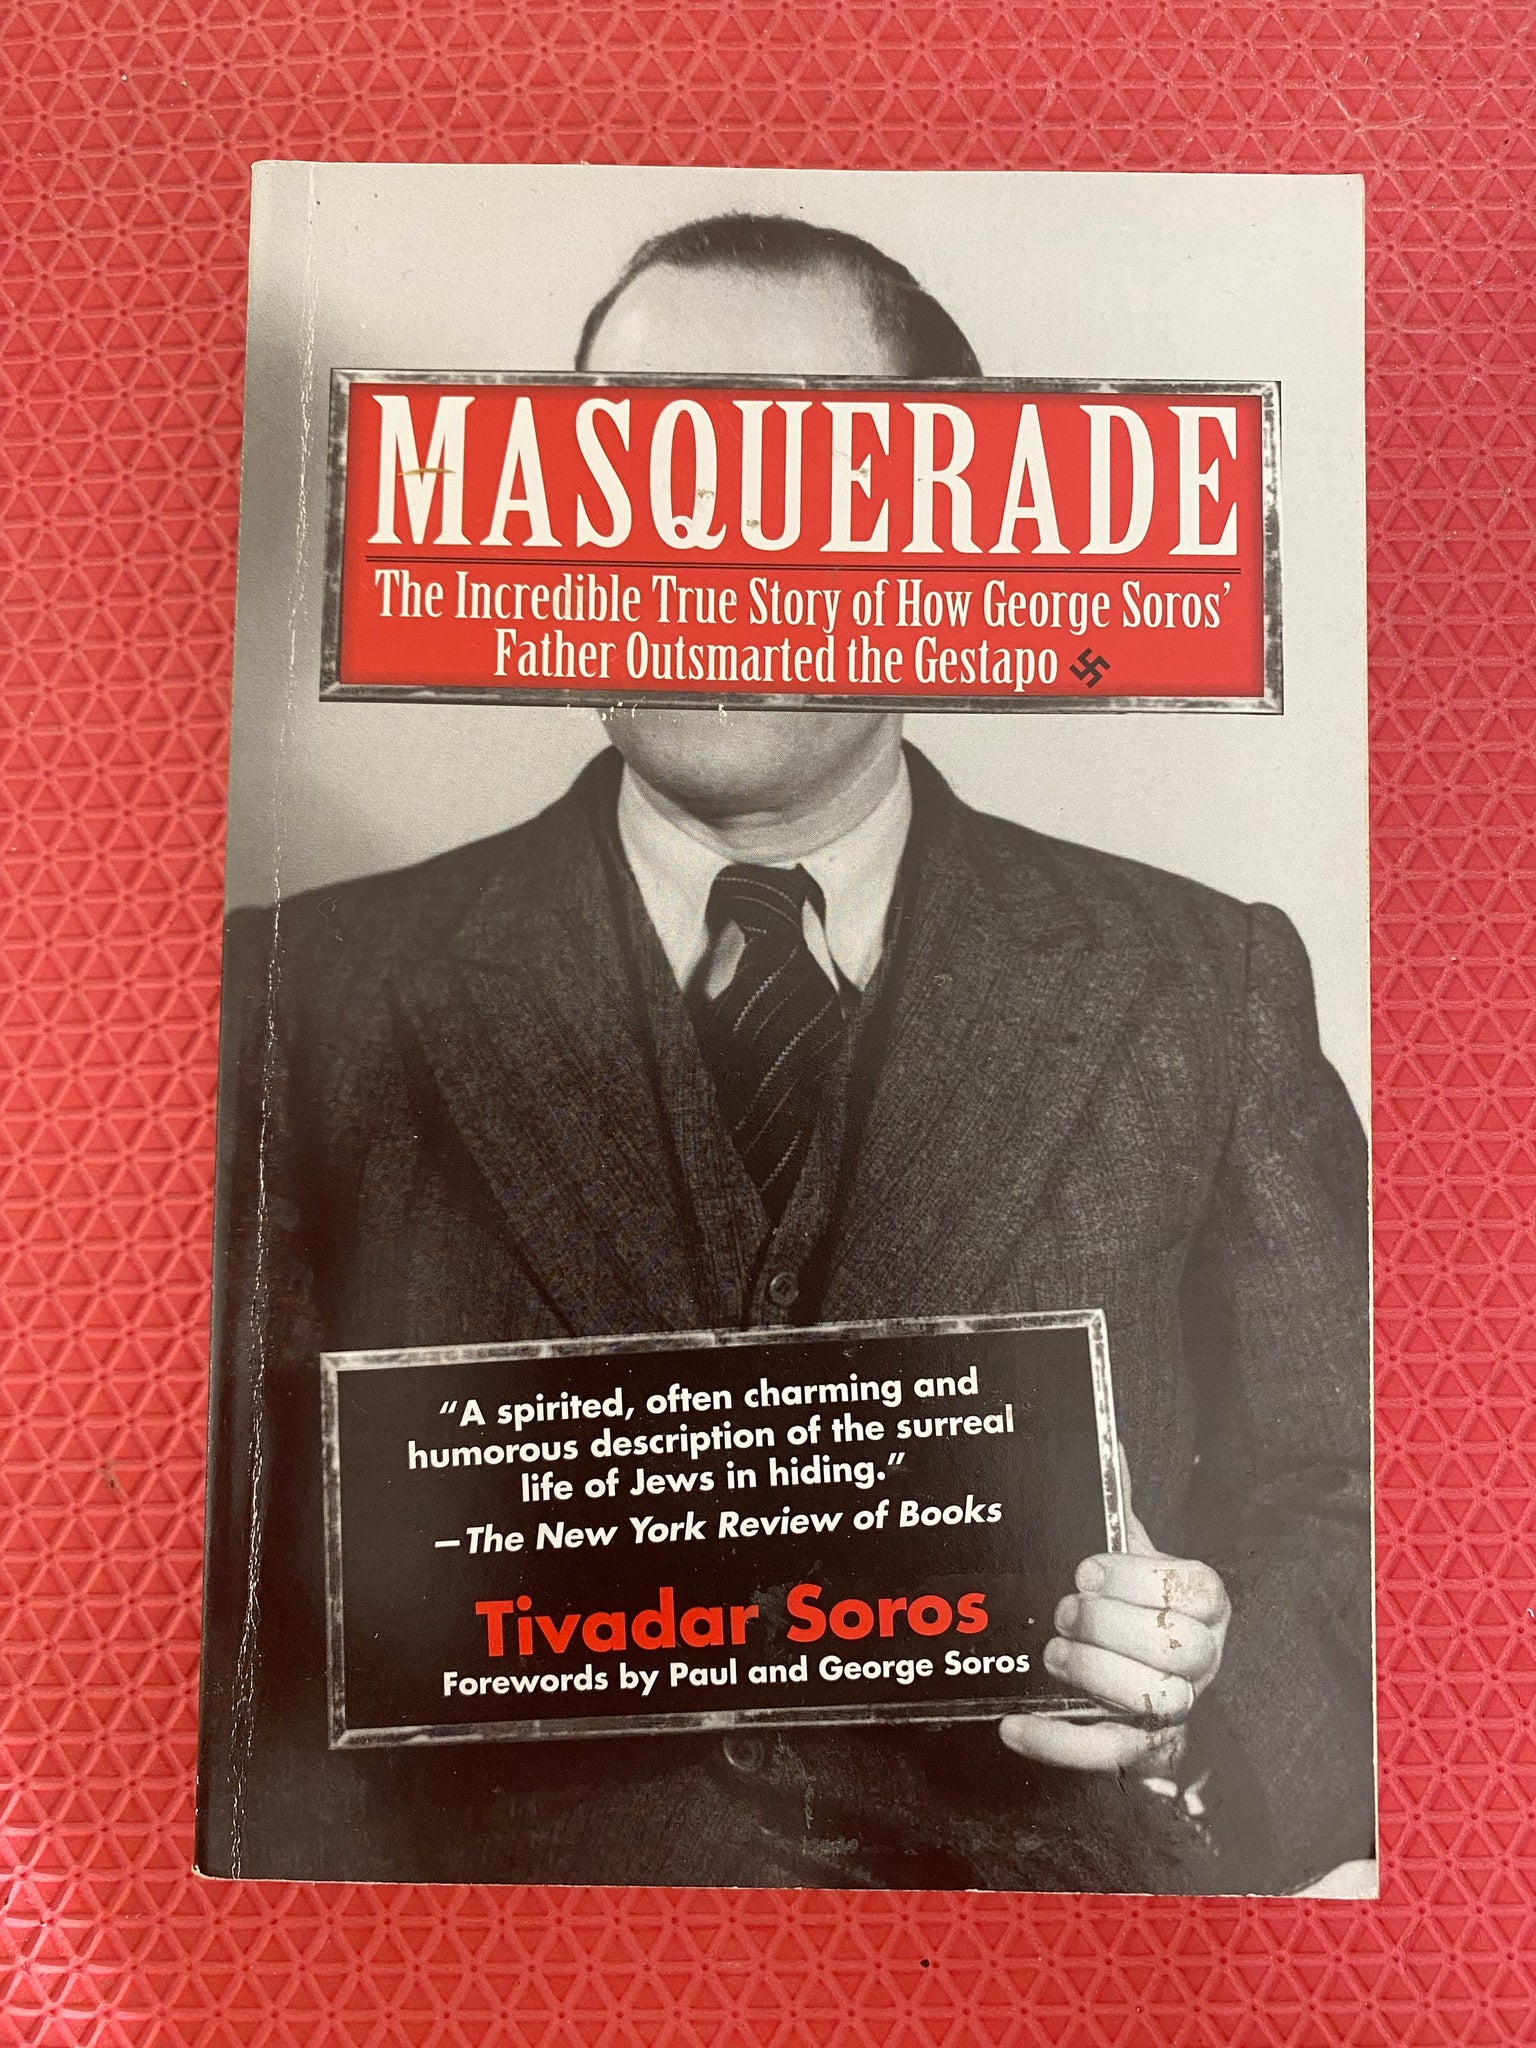 MASQUERADE
The Incredible True Story of How George Soros’
Father Outsmarted the Gestapo
“A spirited, often charming and
humorous description of the surreal
life of Jews in hiding.”
—The New York Review of Books
Tivadar Soros
Forewords by Paul and George Soros